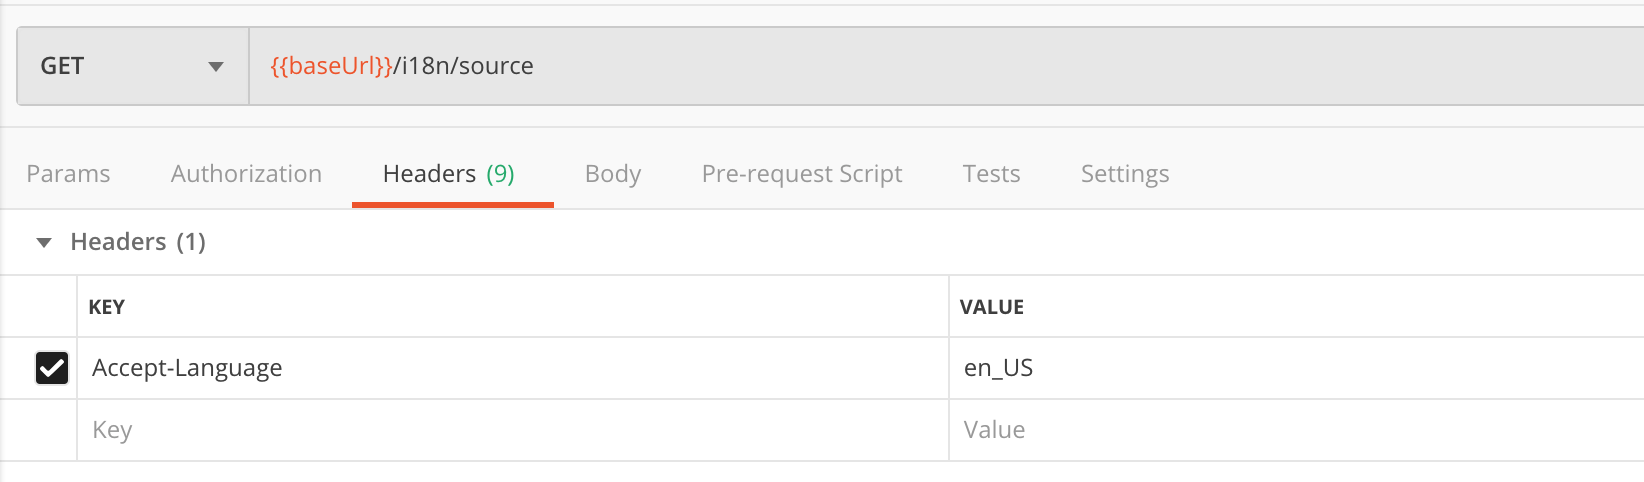 GET {{baseUrl}}/i18n/source
Params Authorization Headers (9) Body Pre-request Script Tests Settings
Headers (1)
KEY VALUE
Accept-Language en_US
Key Value